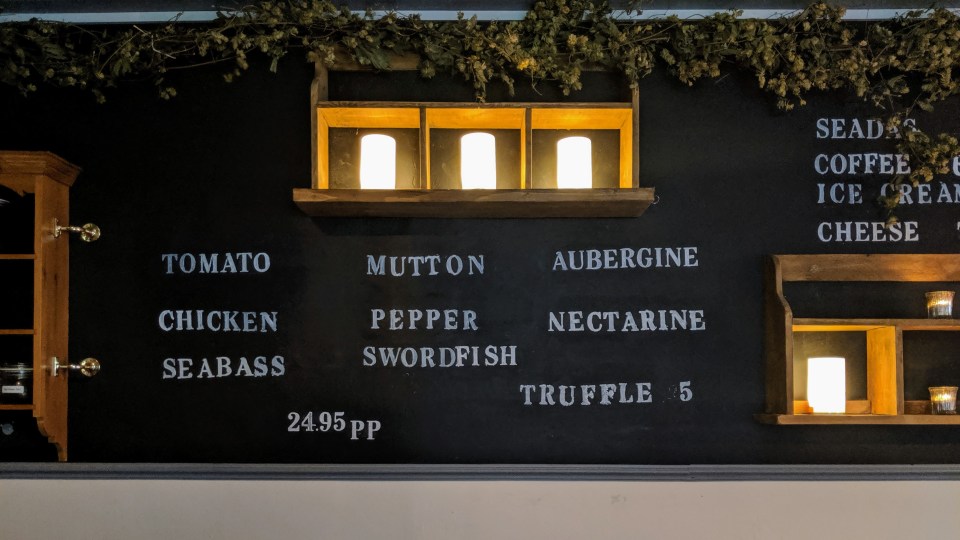 TOMATO MUTTON AUBERGINE
CHICKEN PEPPER NECTARINE
SEABASS SWORDFISH
TRUFFLE 5
24.95 PP
SEADAS
COFFEE
ICE CREAM
CHEESE